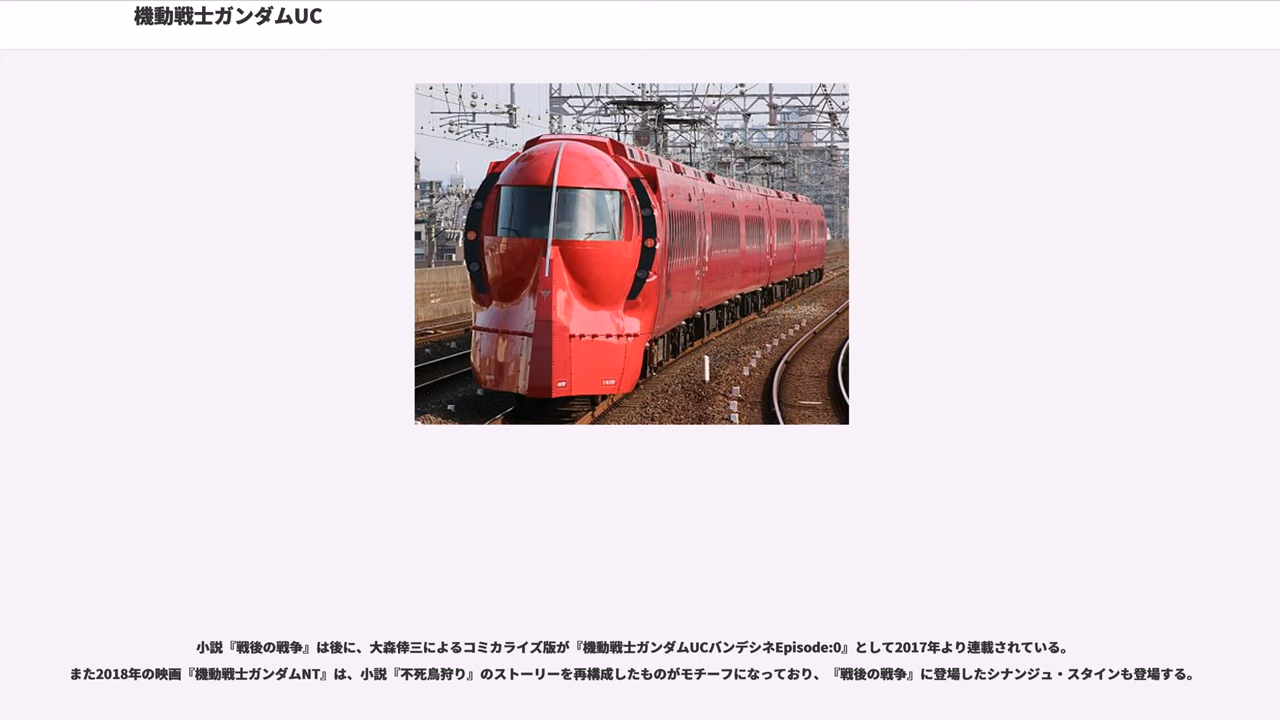 機動戦士ガンダムUC
小説『戦後の戦争』は後に、大森倖三によるコミカライズ版が『機動戦士ガンダムUCバンデシネEpisode:0』として2017年より連載されている。
また2018年の映画『機動戦士ガンダムNT』は、小説『不死鳥狩り』のストーリーを再構成したものがモチーフになっており、『戦後の戦争』に登場したシナンジュ・スタインも登場する。